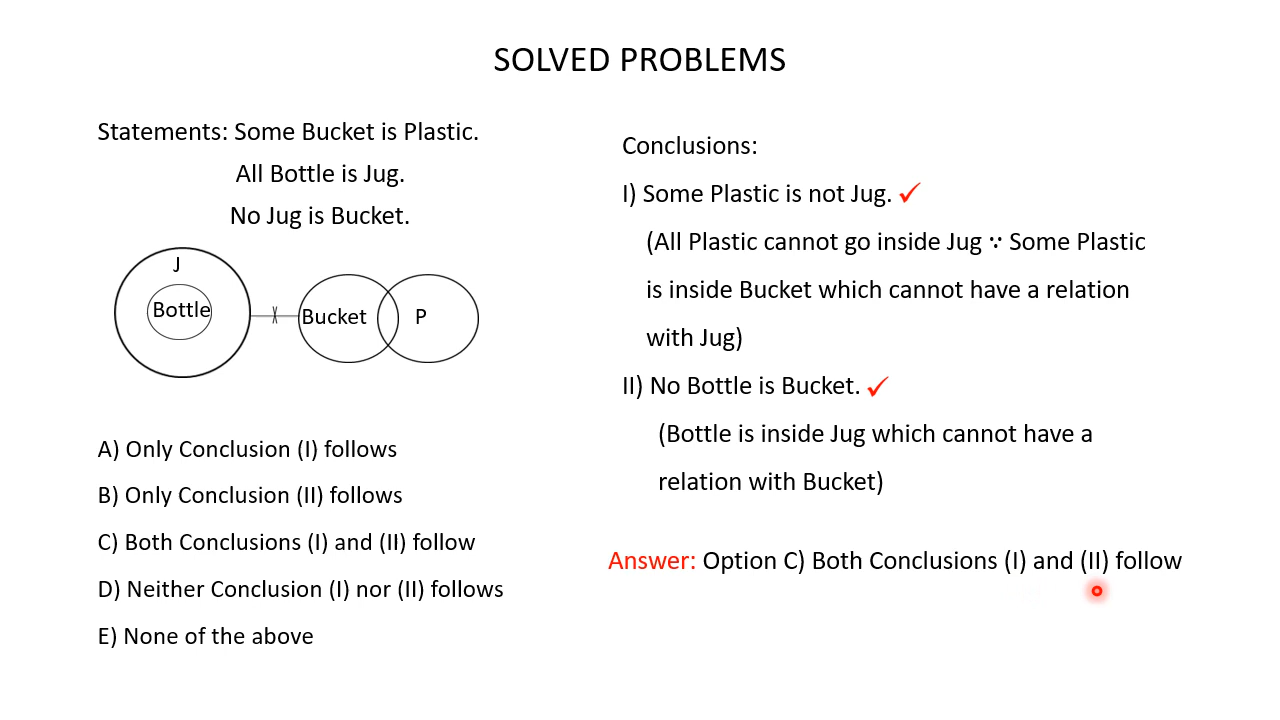 SOLVED PROBLEMS
Statements: Some Bucket is Plastic.
All Bottle is Jug.
No Jug is Bucket.
J
Bottle
Bucket
P
A) Only Conclusion (I) follows
B) Only Conclusion (II) follows
C) Both Conclusions (I) and (II) follow
D) Neither Conclusion (I) nor (II) follows
E) None of the above
Conclusions:
I) Some Plastic is not Jug. ✓
(All Plastic cannot go inside Jug ∵ Some Plastic
is inside Bucket which cannot have a relation
with Jug)
II) No Bottle is Bucket. ✓
(Bottle is inside Jug which cannot have a
relation with Bucket)
Answer: Option C) Both Conclusions (I) and (II) follow